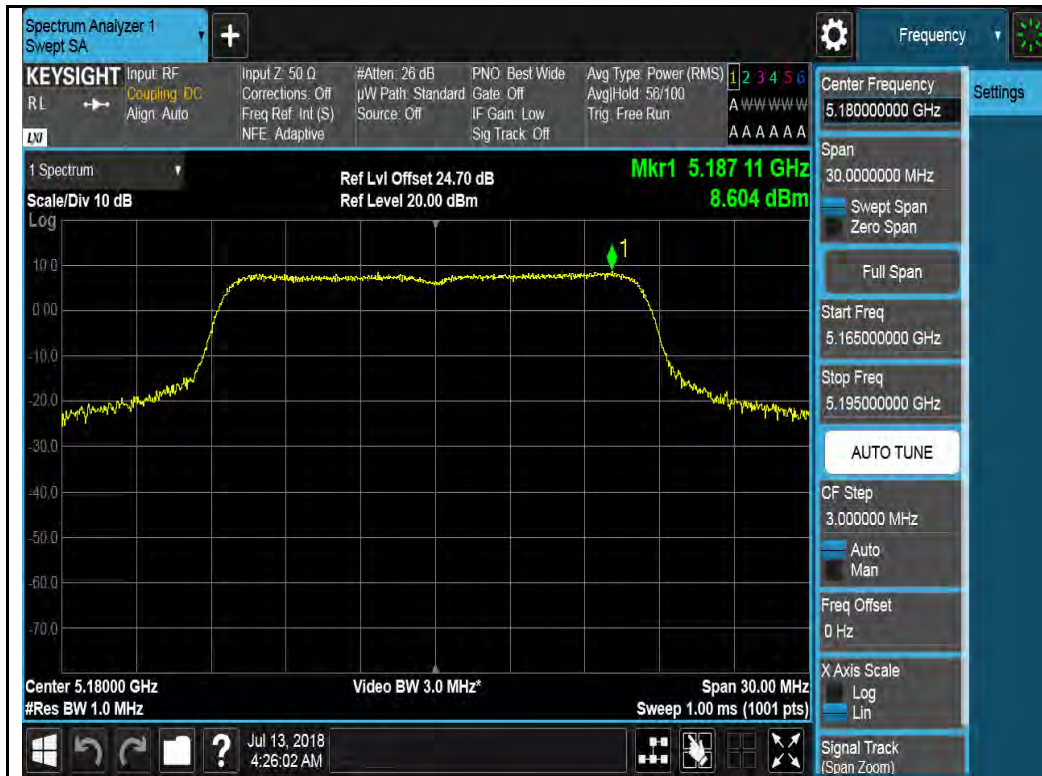 Spectrum Analyzer 1
Swept SA
+
Frequency
KEYSIGHT
RL
LXI
Input: RF
Coupling: DC
Align: Auto
Input Z: 50 Ω
Corrections: Off
Freq Ref: Int (S)
NFE: Adaptive
#Atten: 26 dB
µW Path: Standard
Source: Off
PNO: Best Wide
Gate: Off
IF Gain: Low
Sig Track: Off
Avg Type: Power (RMS)
Avg|Hold: 56/100
Trig: Free Run
1 2 3 4 5 6
A W W W W W
A A A A A A
1 Spectrum
Scale/Div 10 dB
Log
Ref Lvl Offset 24.70 dB
Ref Level 20.00 dBm
Mkr1 5.187 11 GHz
8.604 dBm
1
10.0
0.00
-10.0
-20.0
-30.0
-40.0
-50.0
-60.0
-70.0
Center 5.18000 GHz
#Res BW 1.0 MHz
Video BW 3.0 MHz*
Span 30.00 MHz
Sweep 1.00 ms (1001 pts)
Center Frequency
5.180000000 GHz
Settings
Span
30.0000000 MHz
Swept Span
Zero Span
Full Span
Start Freq
5.165000000 GHz
Stop Freq
5.195000000 GHz
AUTO TUNE
CF Step
3.000000 MHz
Auto
Man
Freq Offset
0 Hz
X Axis Scale
Log
Lin
Signal Track
(Span Zoom)
?
Jul 13, 2018
4:26:02 AM